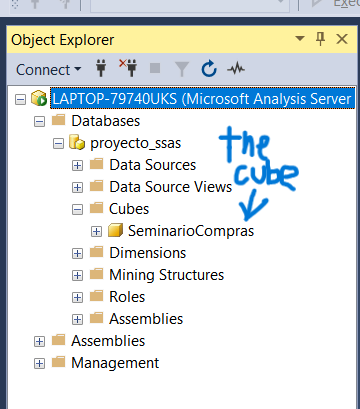 Exec
Object Explorer
Connect
LAPTOP-79740UKS (Microsoft Analysis Server
Databases
proyecto_ssas
Data Sources
Data Source Views
Cubes
SeminarioCompras
Dimensions
Mining Structures
Roles
Assemblies
Assemblies
Management
the
cube